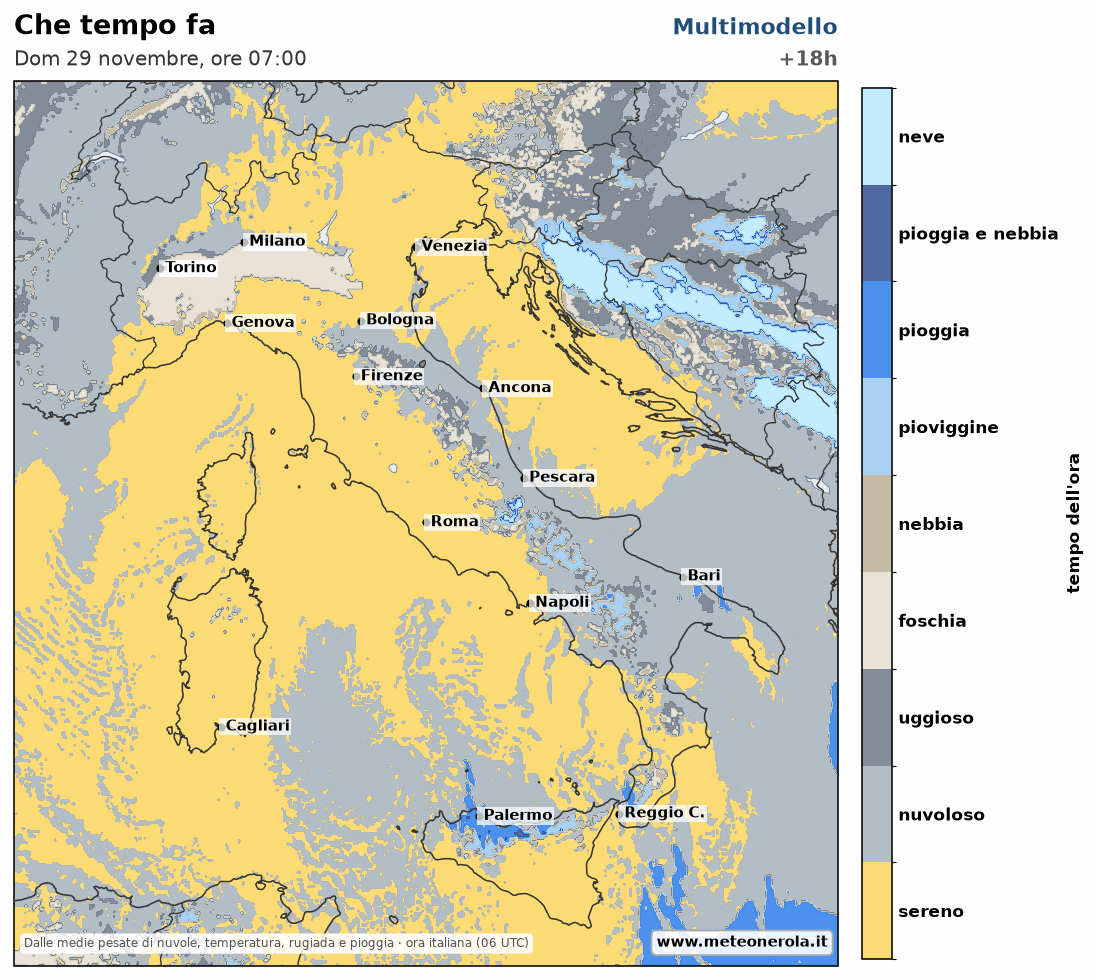 Che tempo fa
Multimodello
Dom 29 novembre, ore 07:00
+18h
neve
pioggia e nebbia
pioggia
pioviggine
nebbia
foschia
uggioso
nuvoloso
sereno
tempo dell'ora
Milano
Venezia
Torino
Genova
Bologna
Firenze
Ancona
Pescara
Roma
Bari
Napoli
Cagliari
Palermo
Reggio C.
Dalle medie pesate di nuvole, temperatura, rugiada e pioggia · ora italiana (06 UTC)
www.meteonerola.it